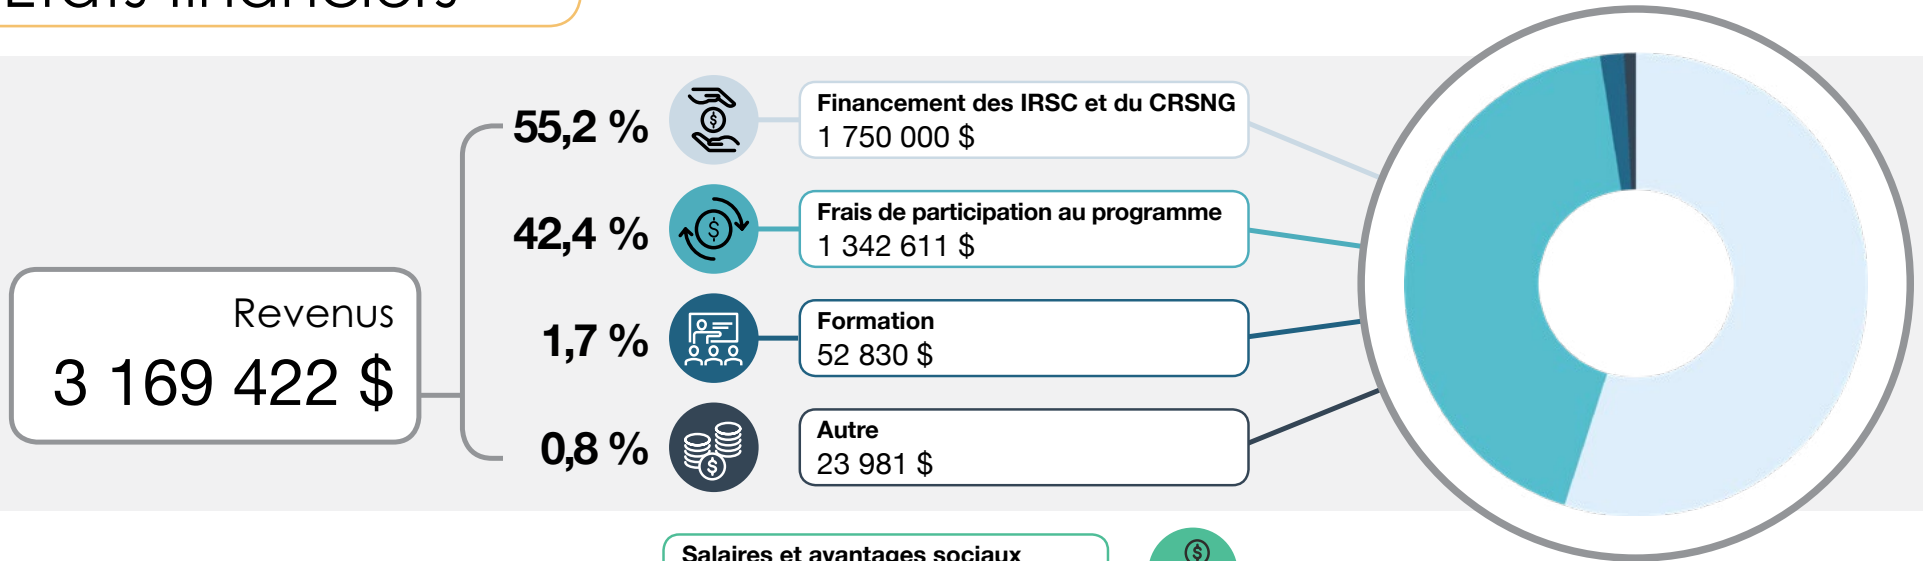 États financiers
55,2 %
Financement des IRSC et du CRSNG
1 750 000 $
42,4 %
Frais de participation au programme
1 342 611 $
Revenus
3 169 422 $
1,7 %
Formation
52 830 $
0,8 %
Autre
23 981 $
Salaires et avantages sociaux